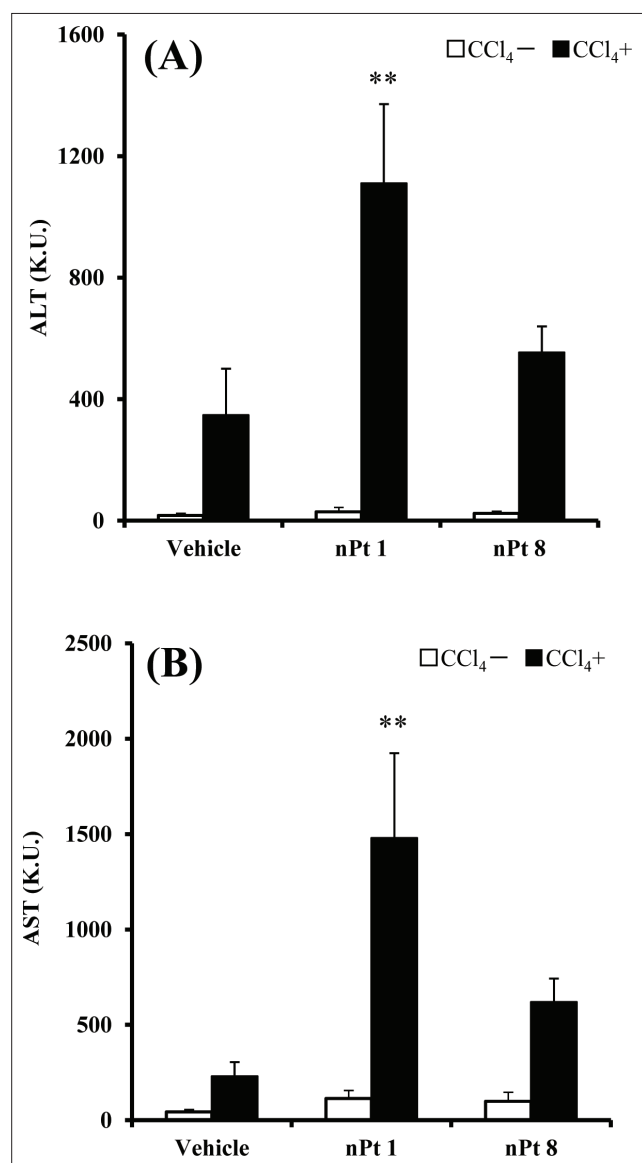 (A)
CCl₄− CCl₄+
**
ALT (K.U.)
1600
1200
800
400
0
Vehicle nPt 1 nPt 8
(B)
CCl₄− CCl₄+
**
AST (K.U.)
2500
2000
1500
1000
500
0
Vehicle nPt 1 nPt 8